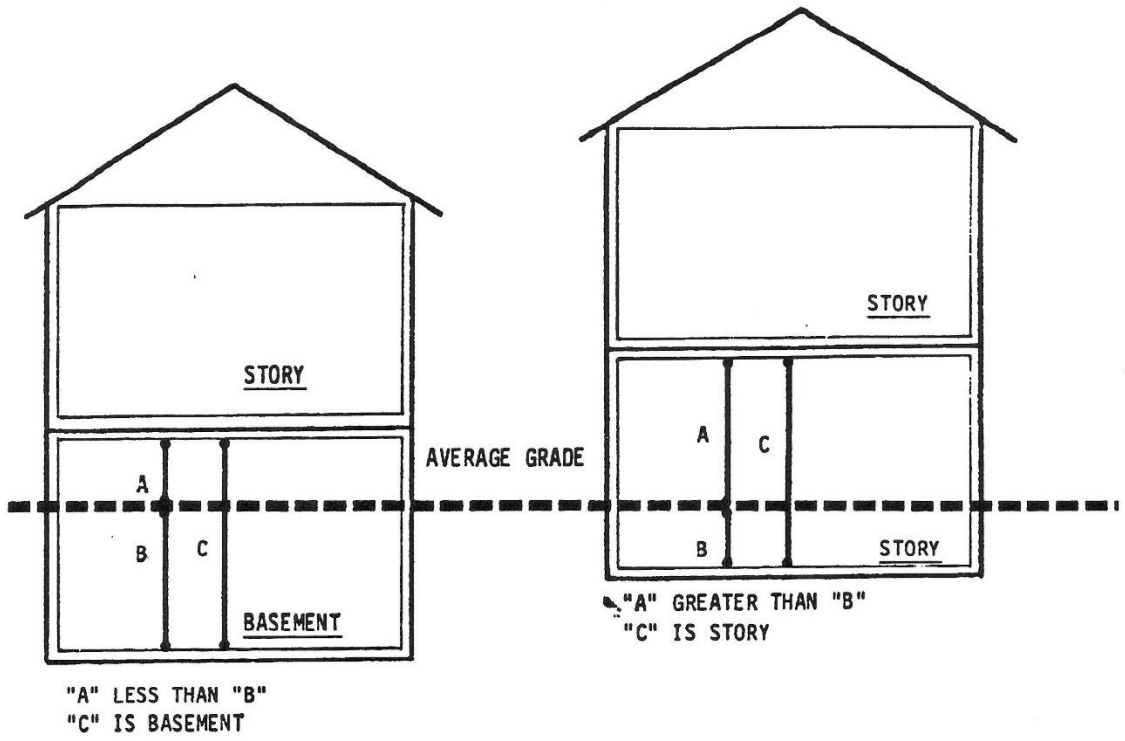 STORY
A
B
C
BASEMENT
"A" LESS THAN "B"
"C" IS BASEMENT
AVERAGE GRADE
STORY
A
C
B
STORY
"A" GREATER THAN "B"
"C" IS STORY